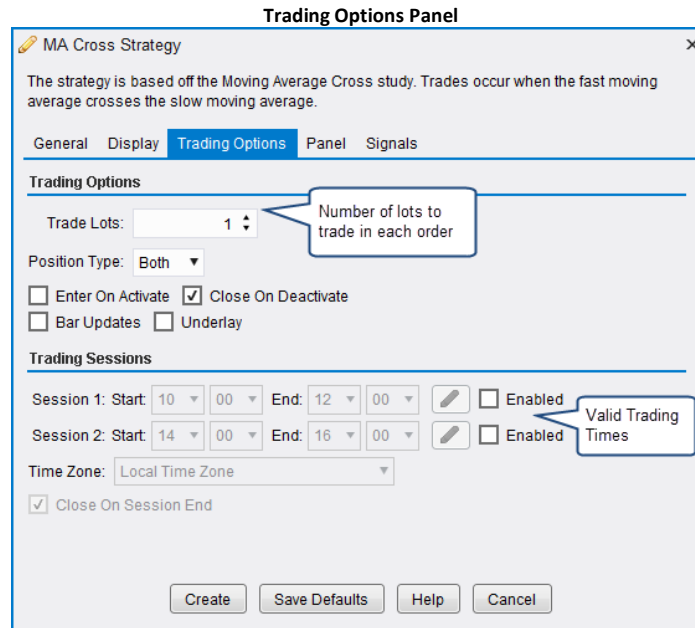 Trading Options Panel
MA Cross Strategy
The strategy is based off the Moving Average Cross study. Trades occur when the fast moving
average crosses the slow moving average.
General Display Trading Options Panel Signals
Trading Options
Trade Lots: 1
Number of lots to
trade in each order
Position Type: Both
Enter On Activate Close On Deactivate
Bar Updates Underlay
Trading Sessions
Session 1: Start: 10 00 End: 12 00 Enabled
Session 2: Start: 14 00 End: 16 00 Enabled
Valid Trading
Times
Time Zone: Local Time Zone
Close On Session End
Create Save Defaults Help Cancel